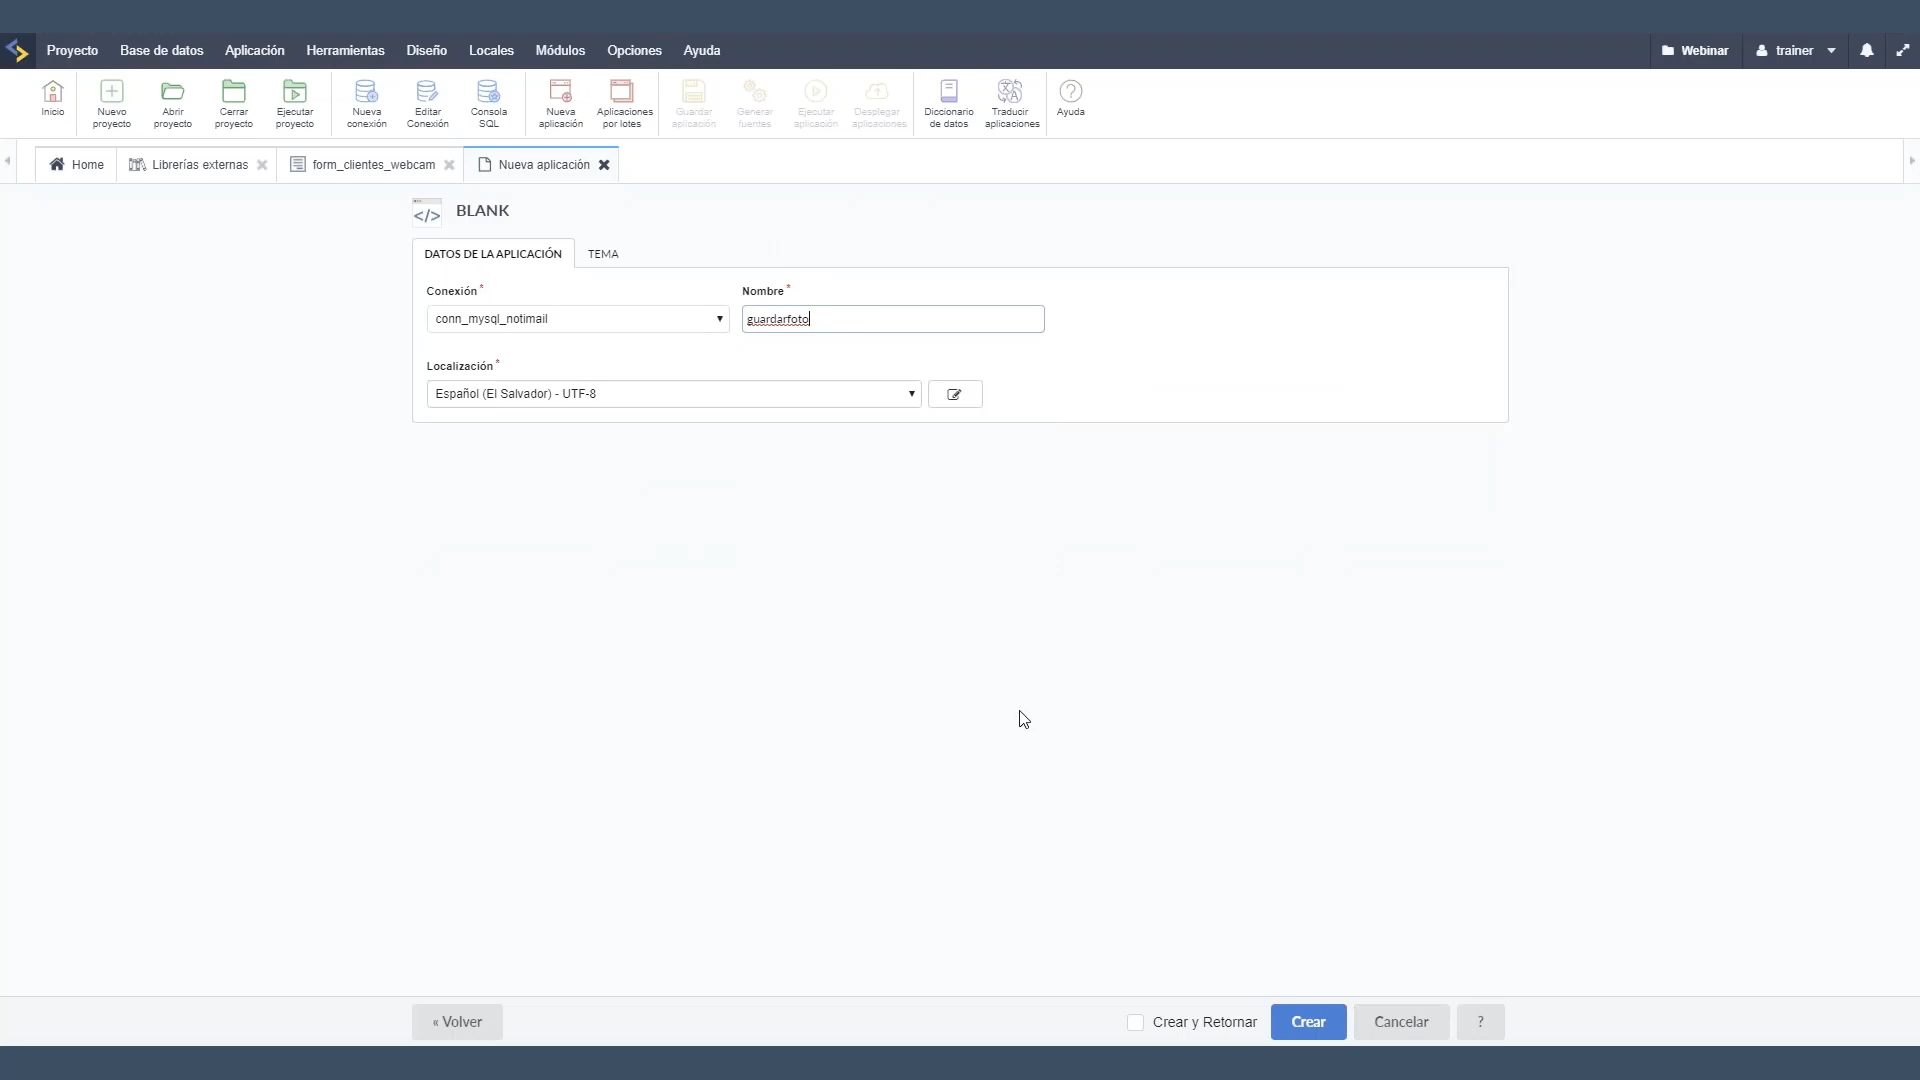 Proyecto Base de datos Aplicación Herramientas Diseño Locales Módulos Opciones Ayuda Webinar trainer
Inicio
Nuevo
proyecto
Abrir
proyecto
Cerrar
proyecto
Ejecutar
proyecto
Nueva
conexión
Editar
Conexión
Consola
SQL
Nueva
aplicación
Aplicaciones
por lotes
Guardar
aplicación
Generar
fuentes
Ejecutar
aplicación
Desplegar
aplicaciones
Diccionario
de datos
Traducir
aplicaciones
Ayuda
Home Librerías externas form_clientes_webcam Nueva aplicación
</> BLANK
DATOS DE LA APLICACIÓN TEMA
Conexión * Nombre *
conn_mysql_notimail guardarfoto
Localización *
Español (El Salvador) - UTF-8
« Volver Crear y Retornar Crear Cancelar ?